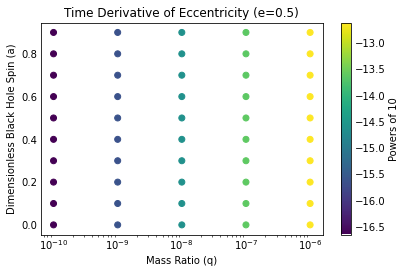 Time Derivative of Eccentricity (e=0.5)
Dimensionless Black Hole Spin (a)
0.8
0.6
0.4
0.2
0.0
10⁻¹⁰ 10⁻⁹ 10⁻⁸ 10⁻⁷ 10⁻⁶
Mass Ratio (q)
−13.0
−13.5
−14.0
−14.5
−15.0
−15.5
−16.0
−16.5
Powers of 10